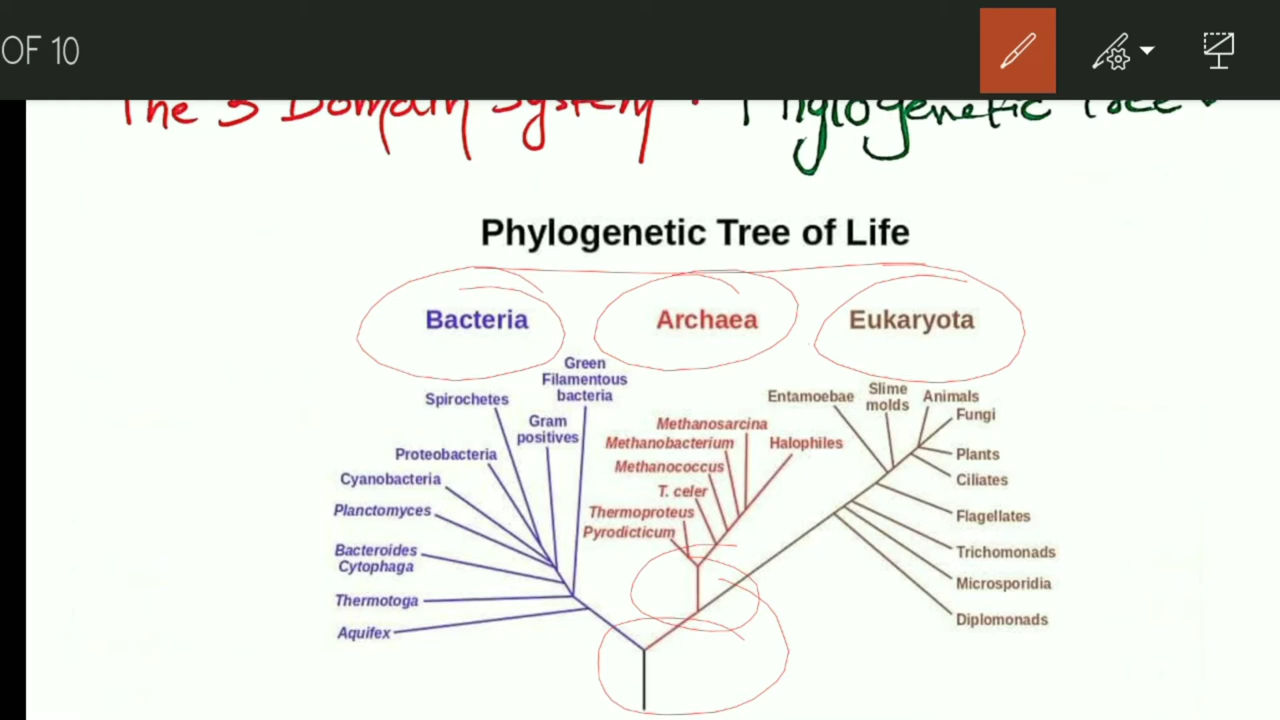 OF 10
The 3 Domain System. Phylogenetic Tree
Phylogenetic Tree of Life
Bacteria
Archaea
Eukaryota
Green
Filamentous
bacteria
Spirochetes
Gram
positives
Proteobacteria
Cyanobacteria
Planctomyces
Bacteroides
Cytophaga
Thermotoga
Aquifex
Methanosarcina
Methanobacterium
Halophiles
Methanococcus
T. celer
Thermoproteus
Pyrodicticum
Entamoebae
Slime
molds
Animals
Fungi
Plants
Ciliates
Flagellates
Trichomonads
Microsporidia
Diplomonads